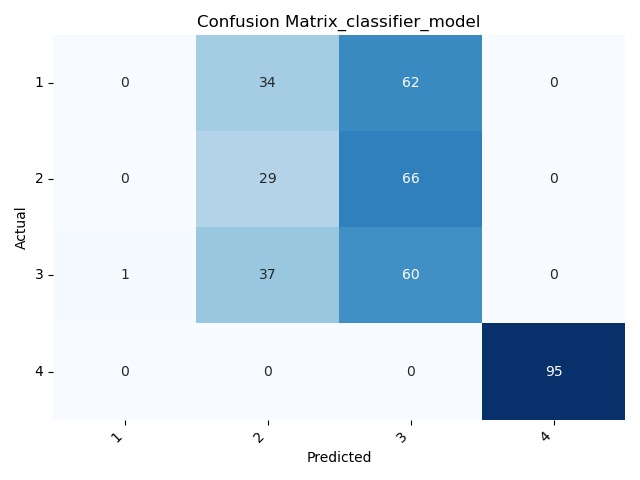 Confusion Matrix_classifier_model
Actual
1 0 34 62 0
2 0 29 66 0
3 1 37 60 0
4 0 0 0 95
1 2 3 4
Predicted